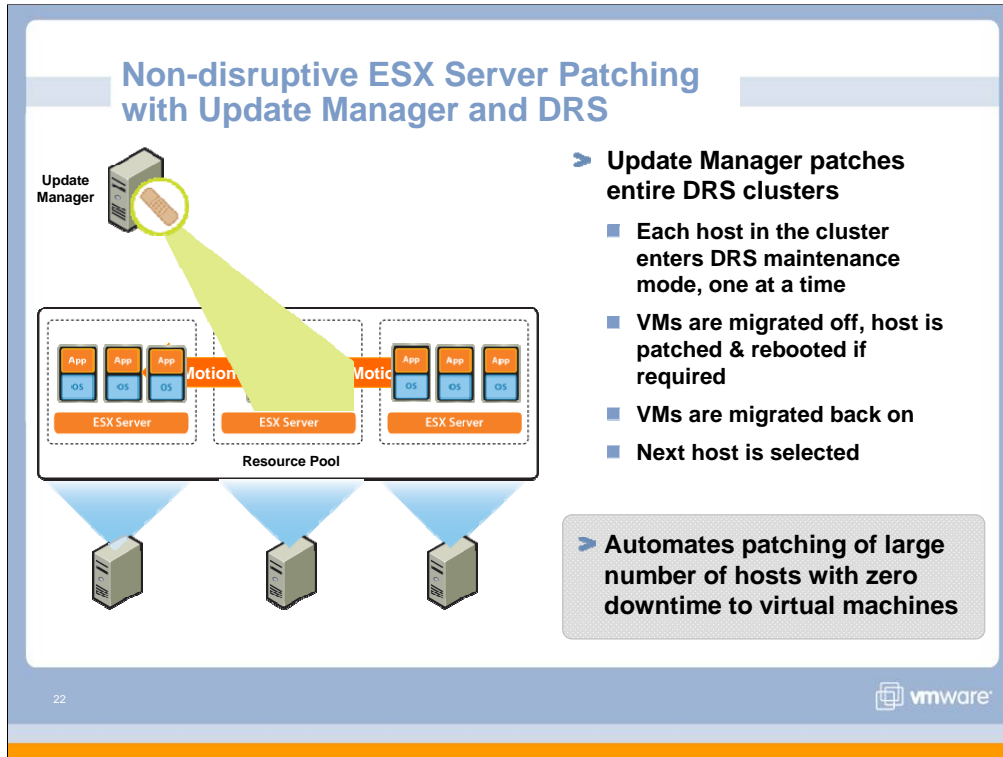 Non-disruptive ESX Server Patching
with Update Manager and DRS
Update
Manager
App App App
OS OS OS
Motion
Motic
App App App
OS OS OS
ESX Server
ESX Server
ESX Server
Resource Pool
Update Manager patches
entire DRS clusters
Each host in the cluster
enters DRS maintenance
mode, one at a time
VMs are migrated off, host is
patched & rebooted if
required
VMs are migrated back on
Next host is selected
Automates patching of large
number of hosts with zero
downtime to virtual machines
22
vmware